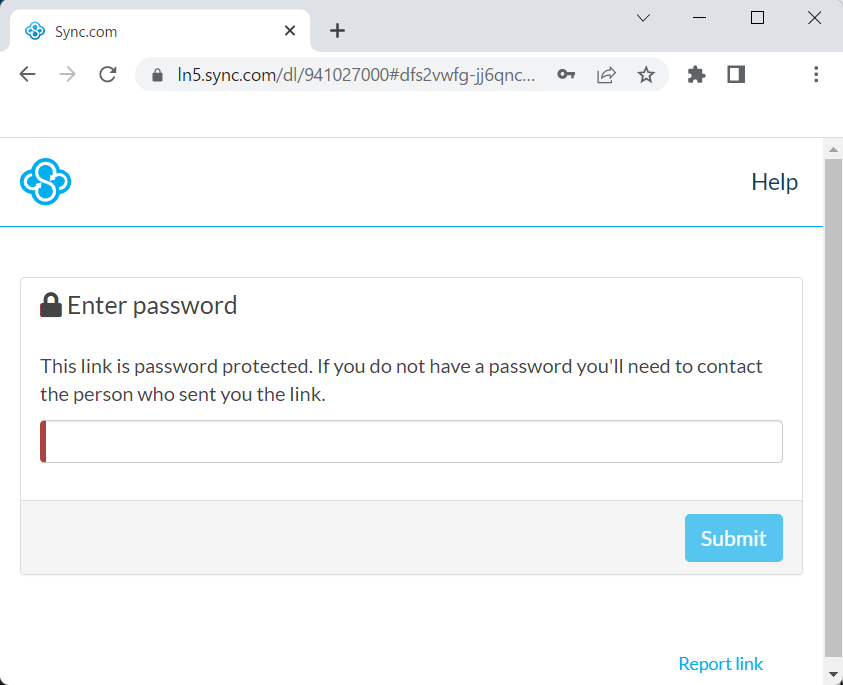 Sync.com
ln5.sync.com/dl/941027000#dfs2vwfg-jj6qnc...
Help
Enter password
This link is password protected. If you do not have a password you'll need to contact
the person who sent you the link.
Submit
Report link